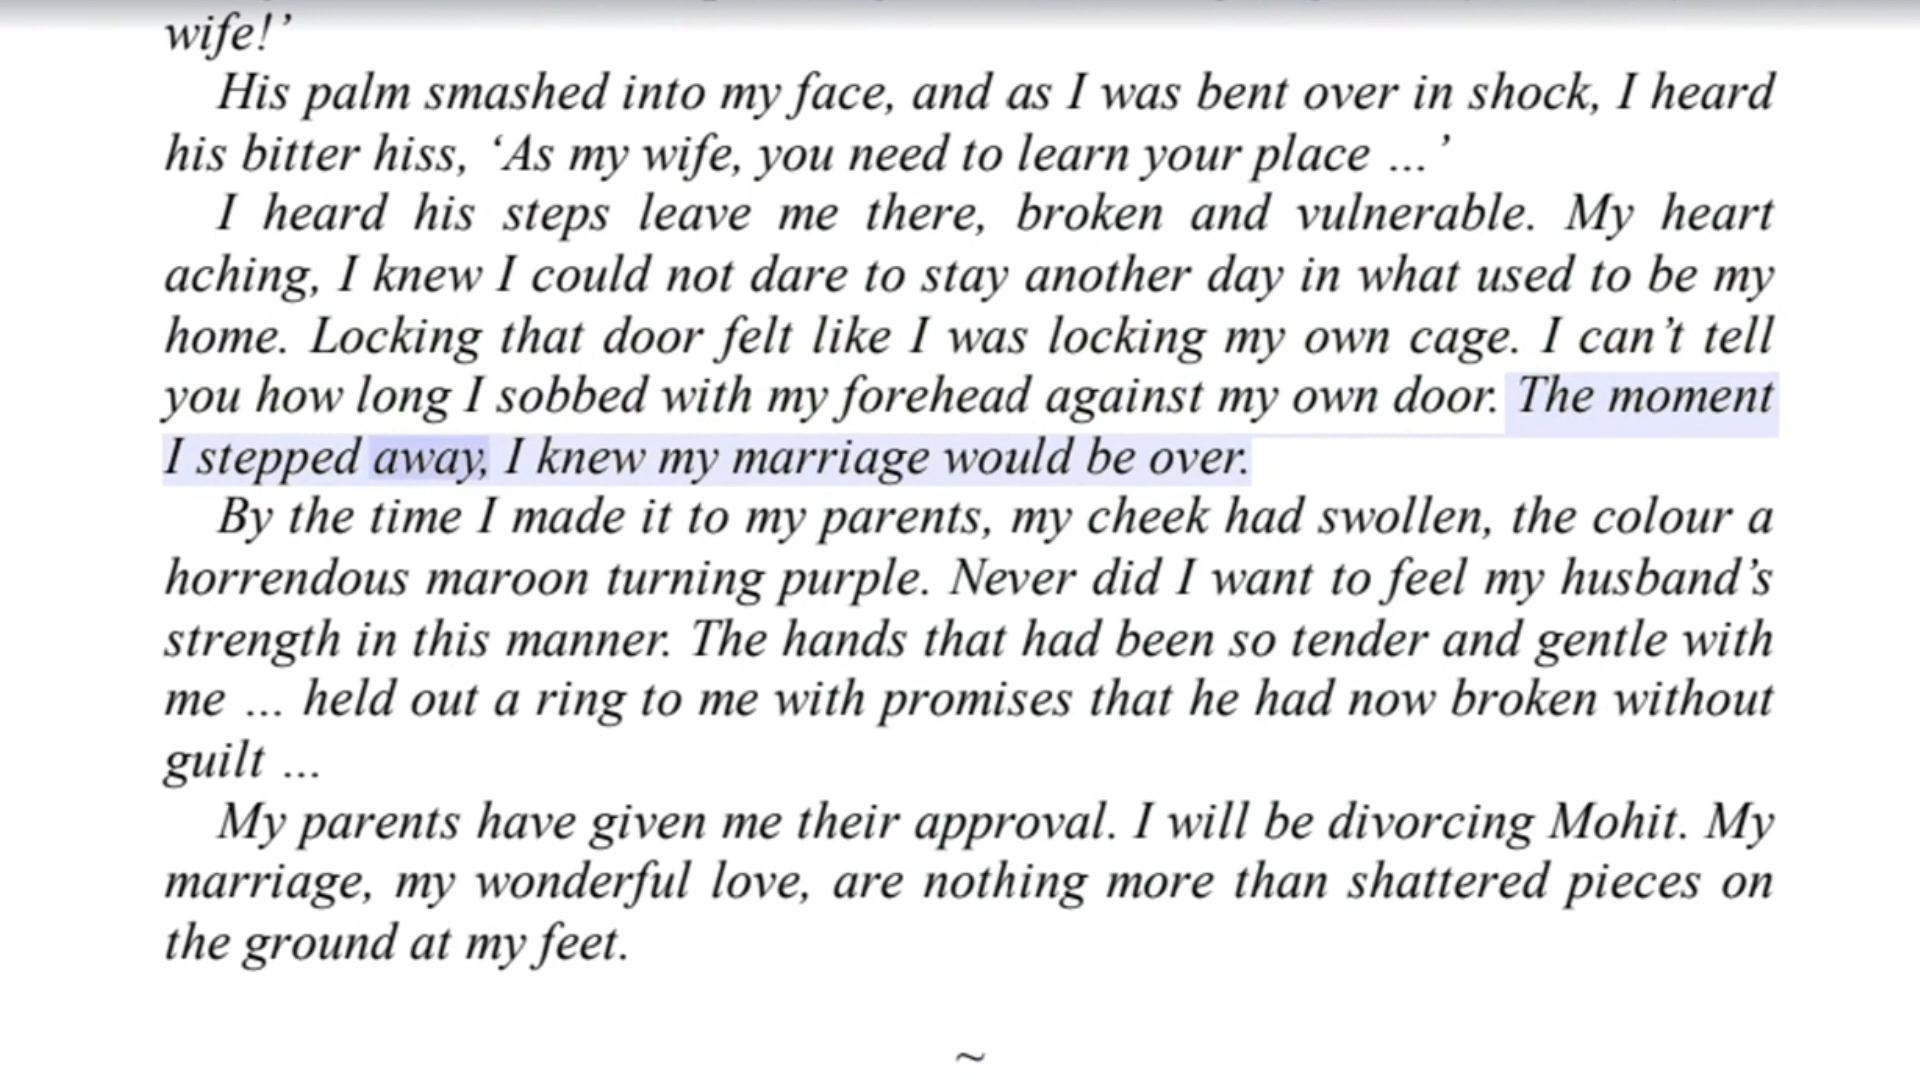 wife!’
His palm smashed into my face, and as I was bent over in shock, I heard
his bitter hiss, ‘As my wife, you need to learn your place ...’
I heard his steps leave me there, broken and vulnerable. My heart
aching, I knew I could not dare to stay another day in what used to be my
home. Locking that door felt like I was locking my own cage. I can’t tell
you how long I sobbed with my forehead against my own door. The moment
I stepped away, I knew my marriage would be over.
By the time I made it to my parents, my cheek had swollen, the colour a
horrendous maroon turning purple. Never did I want to feel my husband’s
strength in this manner. The hands that had been so tender and gentle with
me ... held out a ring to me with promises that he had now broken without
guilt ...
My parents have given me their approval. I will be divorcing Mohit. My
marriage, my wonderful love, are nothing more than shattered pieces on
the ground at my feet.
~